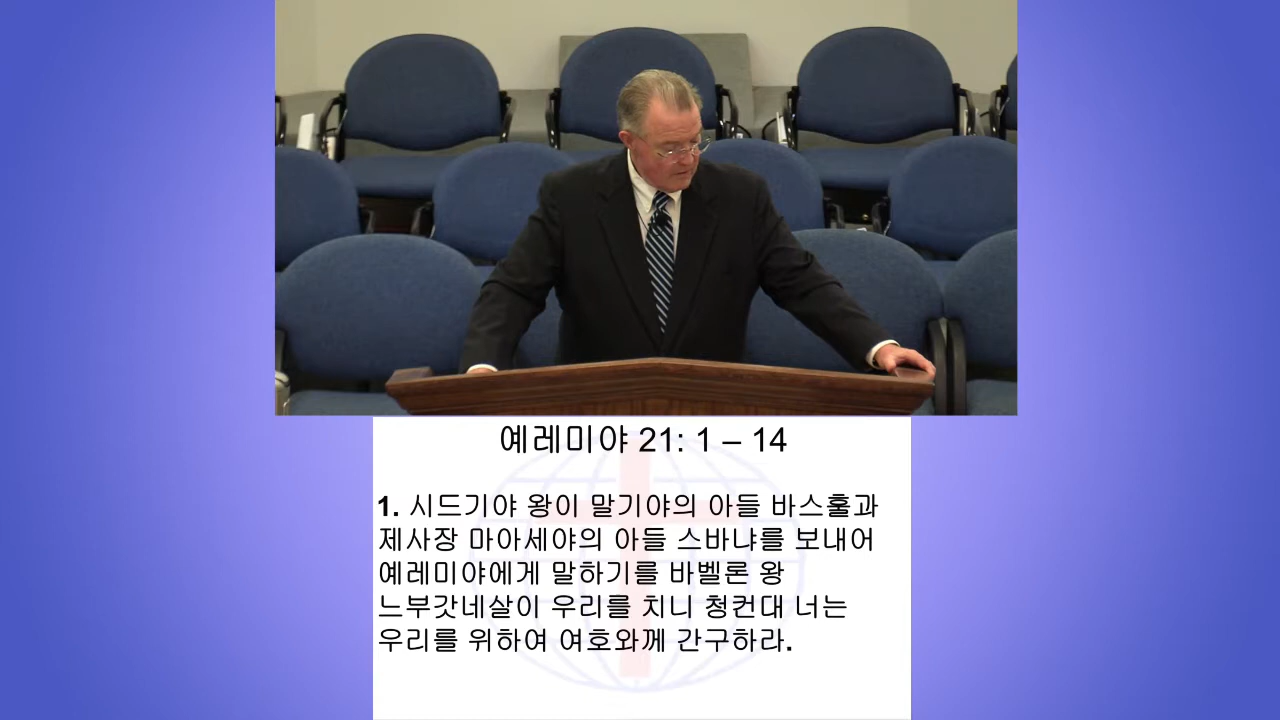 예레미야 21: 1 – 14
1. 시드기야 왕이 말기야의 아들 바스훌과
제사장 마아세야의 아들 스바냐를 보내어
예레미야에게 말하기를 바벨론 왕
느부갓네살이 우리를 치니 청컨대 너는
우리를 위하여 여호와께 간구하라.